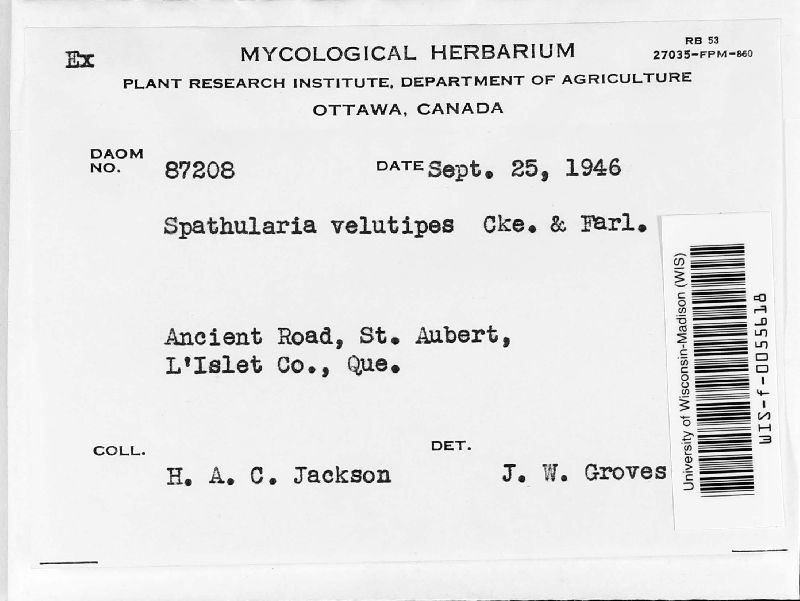 Ex
MYCOLOGICAL HERBARIUM
RB 53
27035-FPM-860
PLANT RESEARCH INSTITUTE, DEPARTMENT OF AGRICULTURE
OTTAWA, CANADA
DAOM NO. 87208 DATE Sept. 25, 1946
Spathularia velutipes Cke. & Farl.
Ancient Road, St. Aubert,
L'Islet Co., Que.
COLL. DET.
H. A. C. Jackson J. W. Groves
University of Wisconsin-Madison (WIS)
WIS-f-0055618